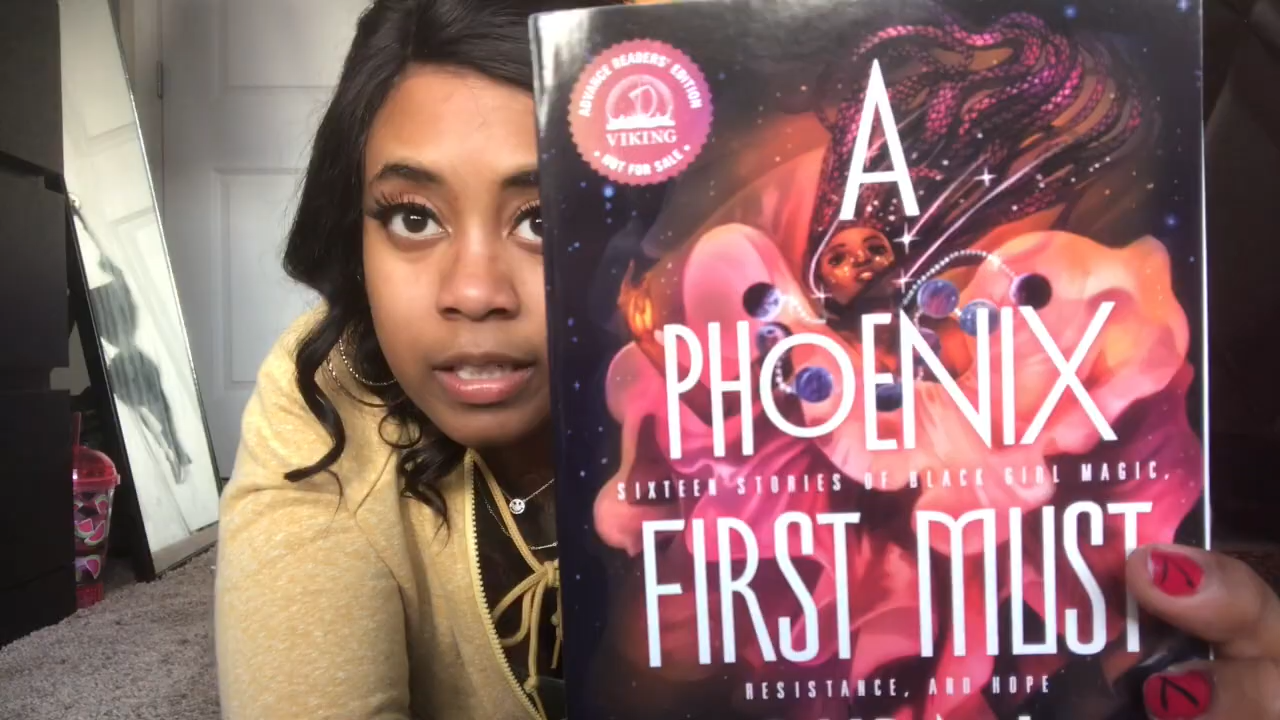 ADVANCE READERS' EDITION
VIKING
• NOT FOR SALE •
A
PHOENIX
SIXTEEN STORIES OF BLACK GIRL MAGIC,
FIRST MUST
RESISTANCE, AND HOPE